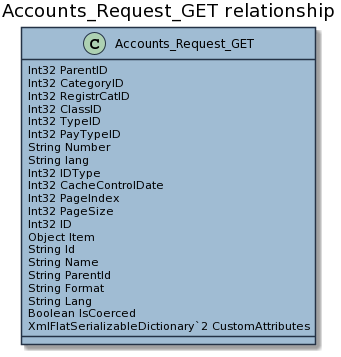 Accounts_Request_GET relationship
C Accounts_Request_GET
Int32 ParentID
Int32 CategoryID
Int32 RegistrCatID
Int32 ClassID
Int32 TypeID
Int32 PayTypeID
String Number
String lang
Int32 IDType
Int32 CacheControlDate
Int32 PageIndex
Int32 PageSize
Int32 ID
Object Item
String Id
String Name
String ParentId
String Format
String Lang
Boolean IsCoerced
XmlFlatSerializableDictionary`2 CustomAttributes